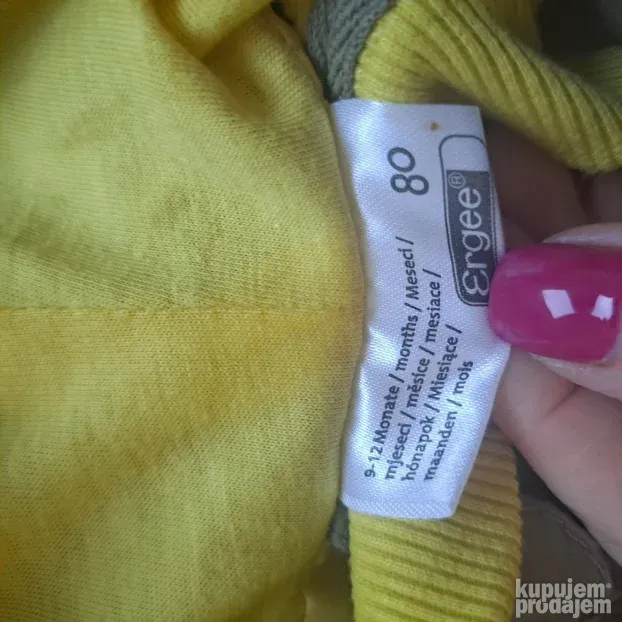 Ergee®
80
9-12 Monate / months / Meseci /
mjeseci / měsíce / mesiace /
hónapok / Miesiące /
maanden / mois
kupujem
prodajem